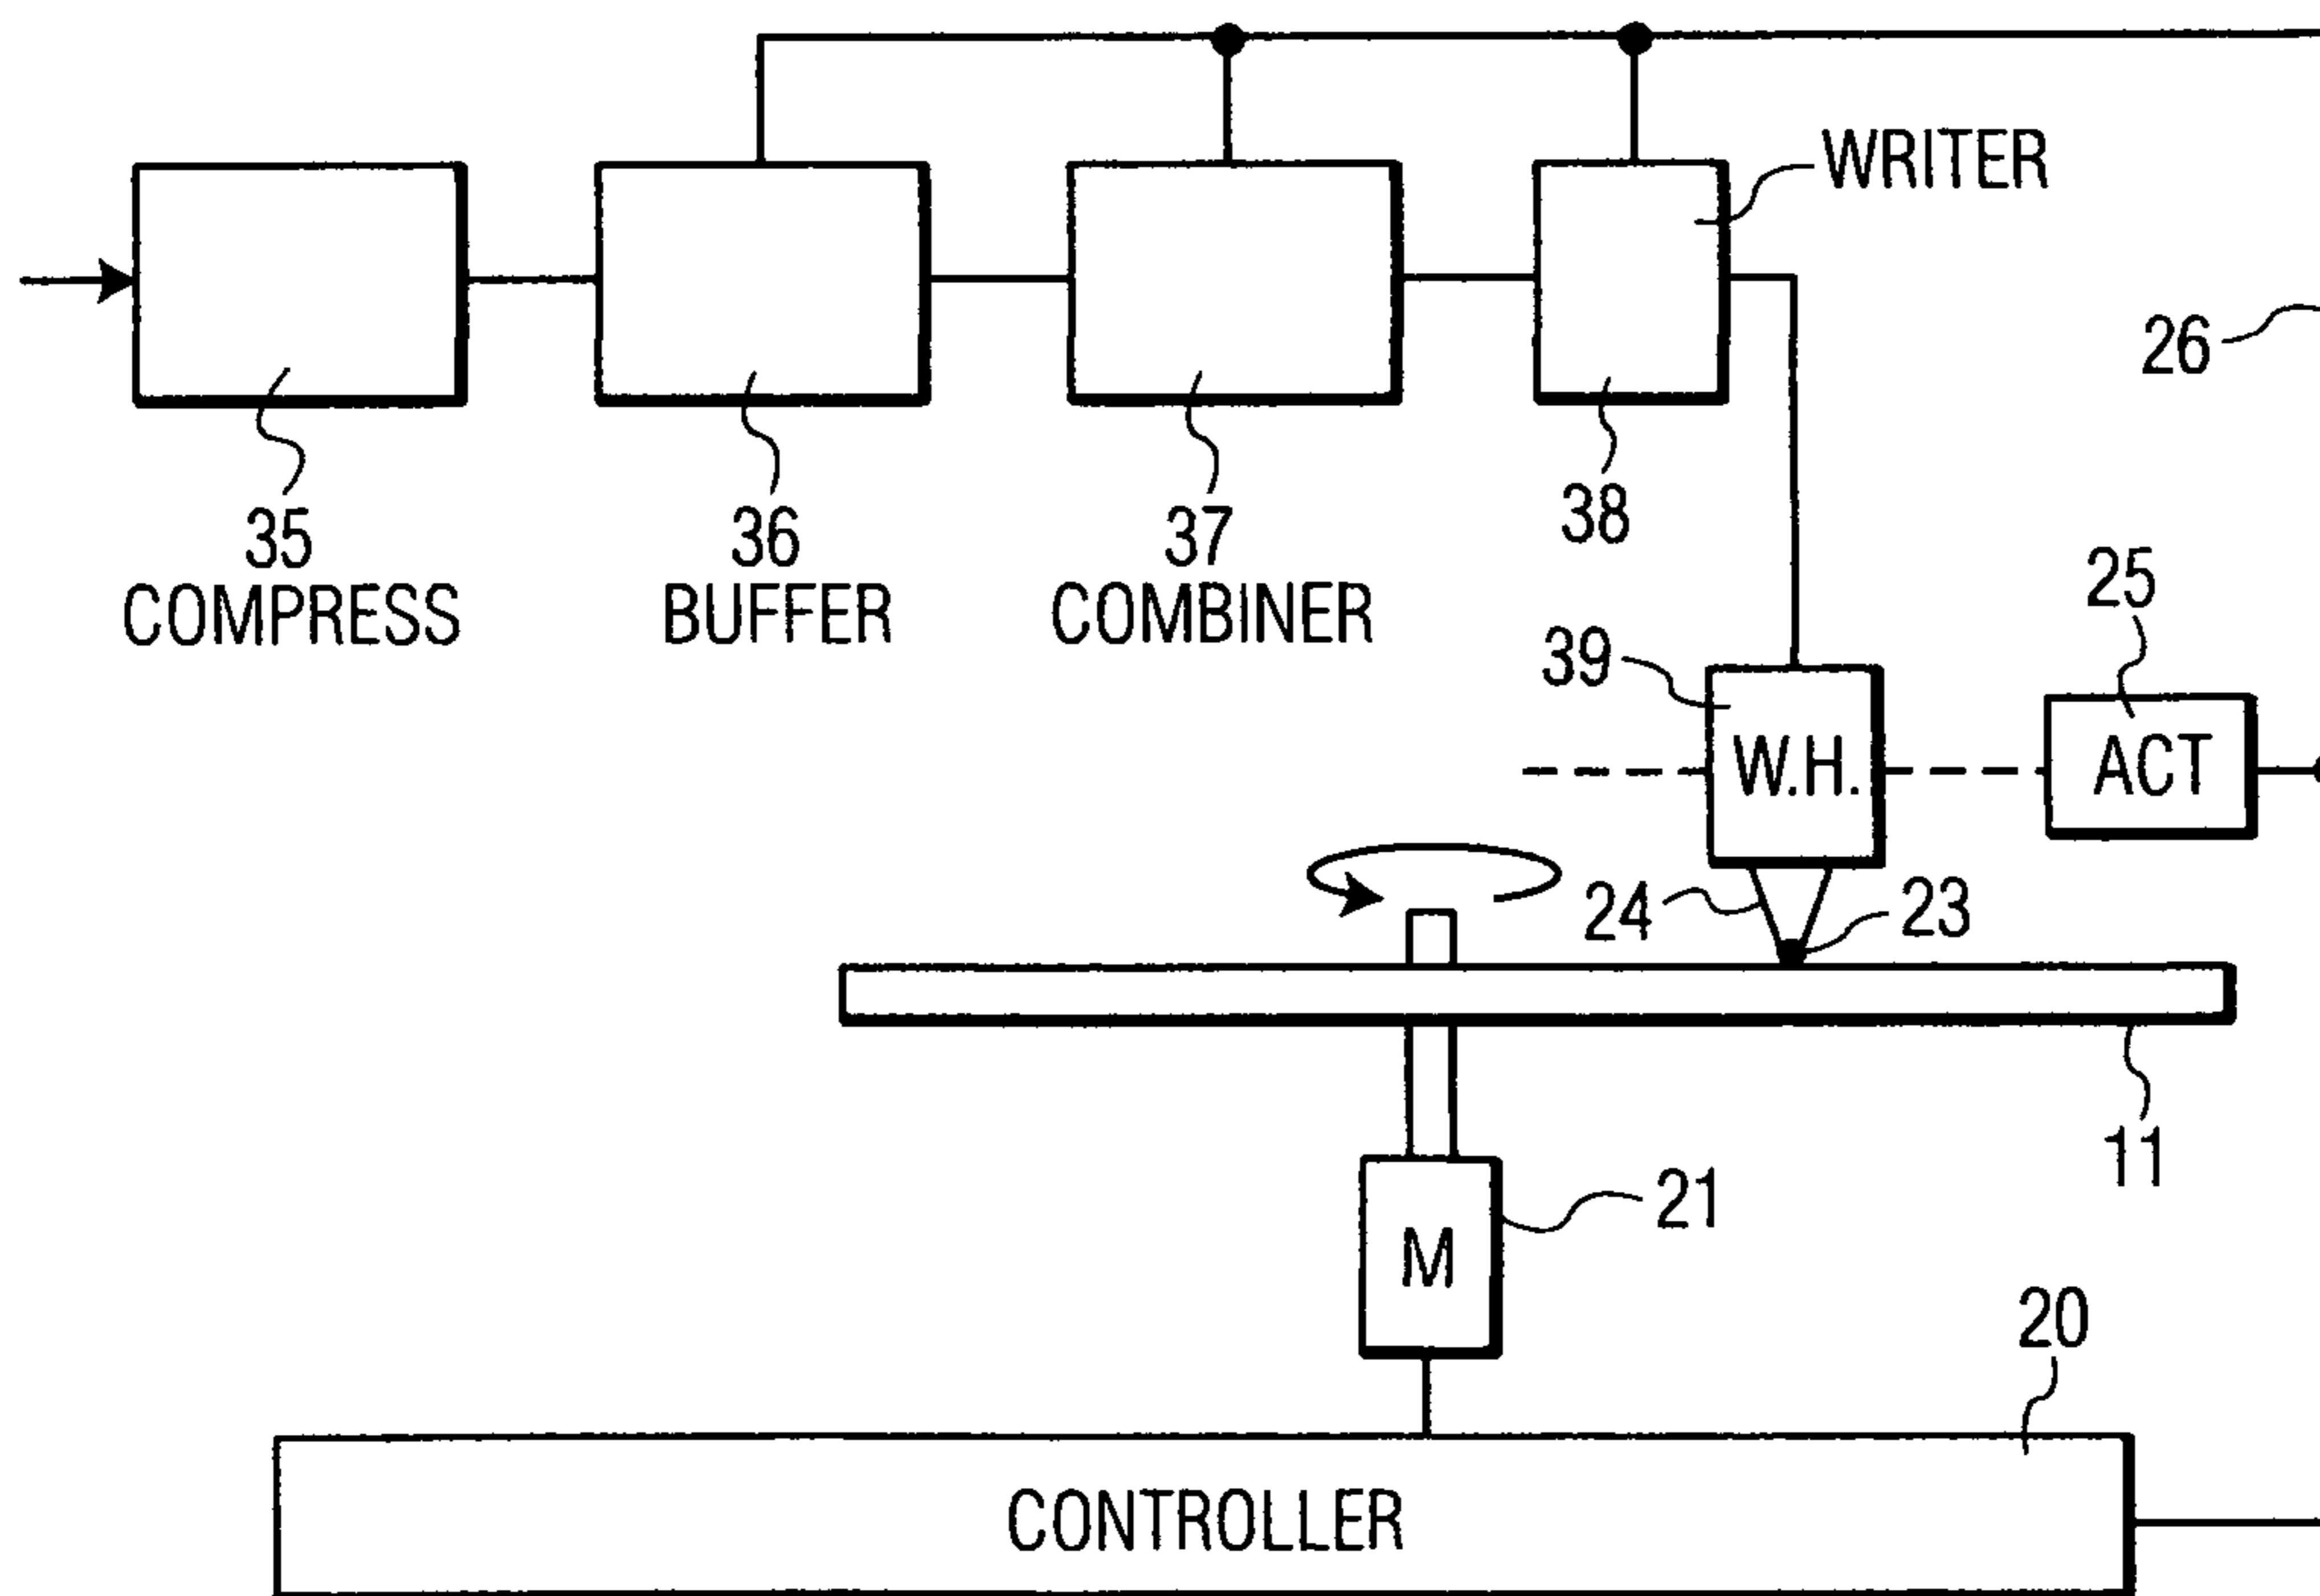 WRITER
26
35
COMPRESS
36
BUFFER
37
COMBINER
38
25
39
W.H.
ACT
24
23
11
21
M
20
CONTROLLER